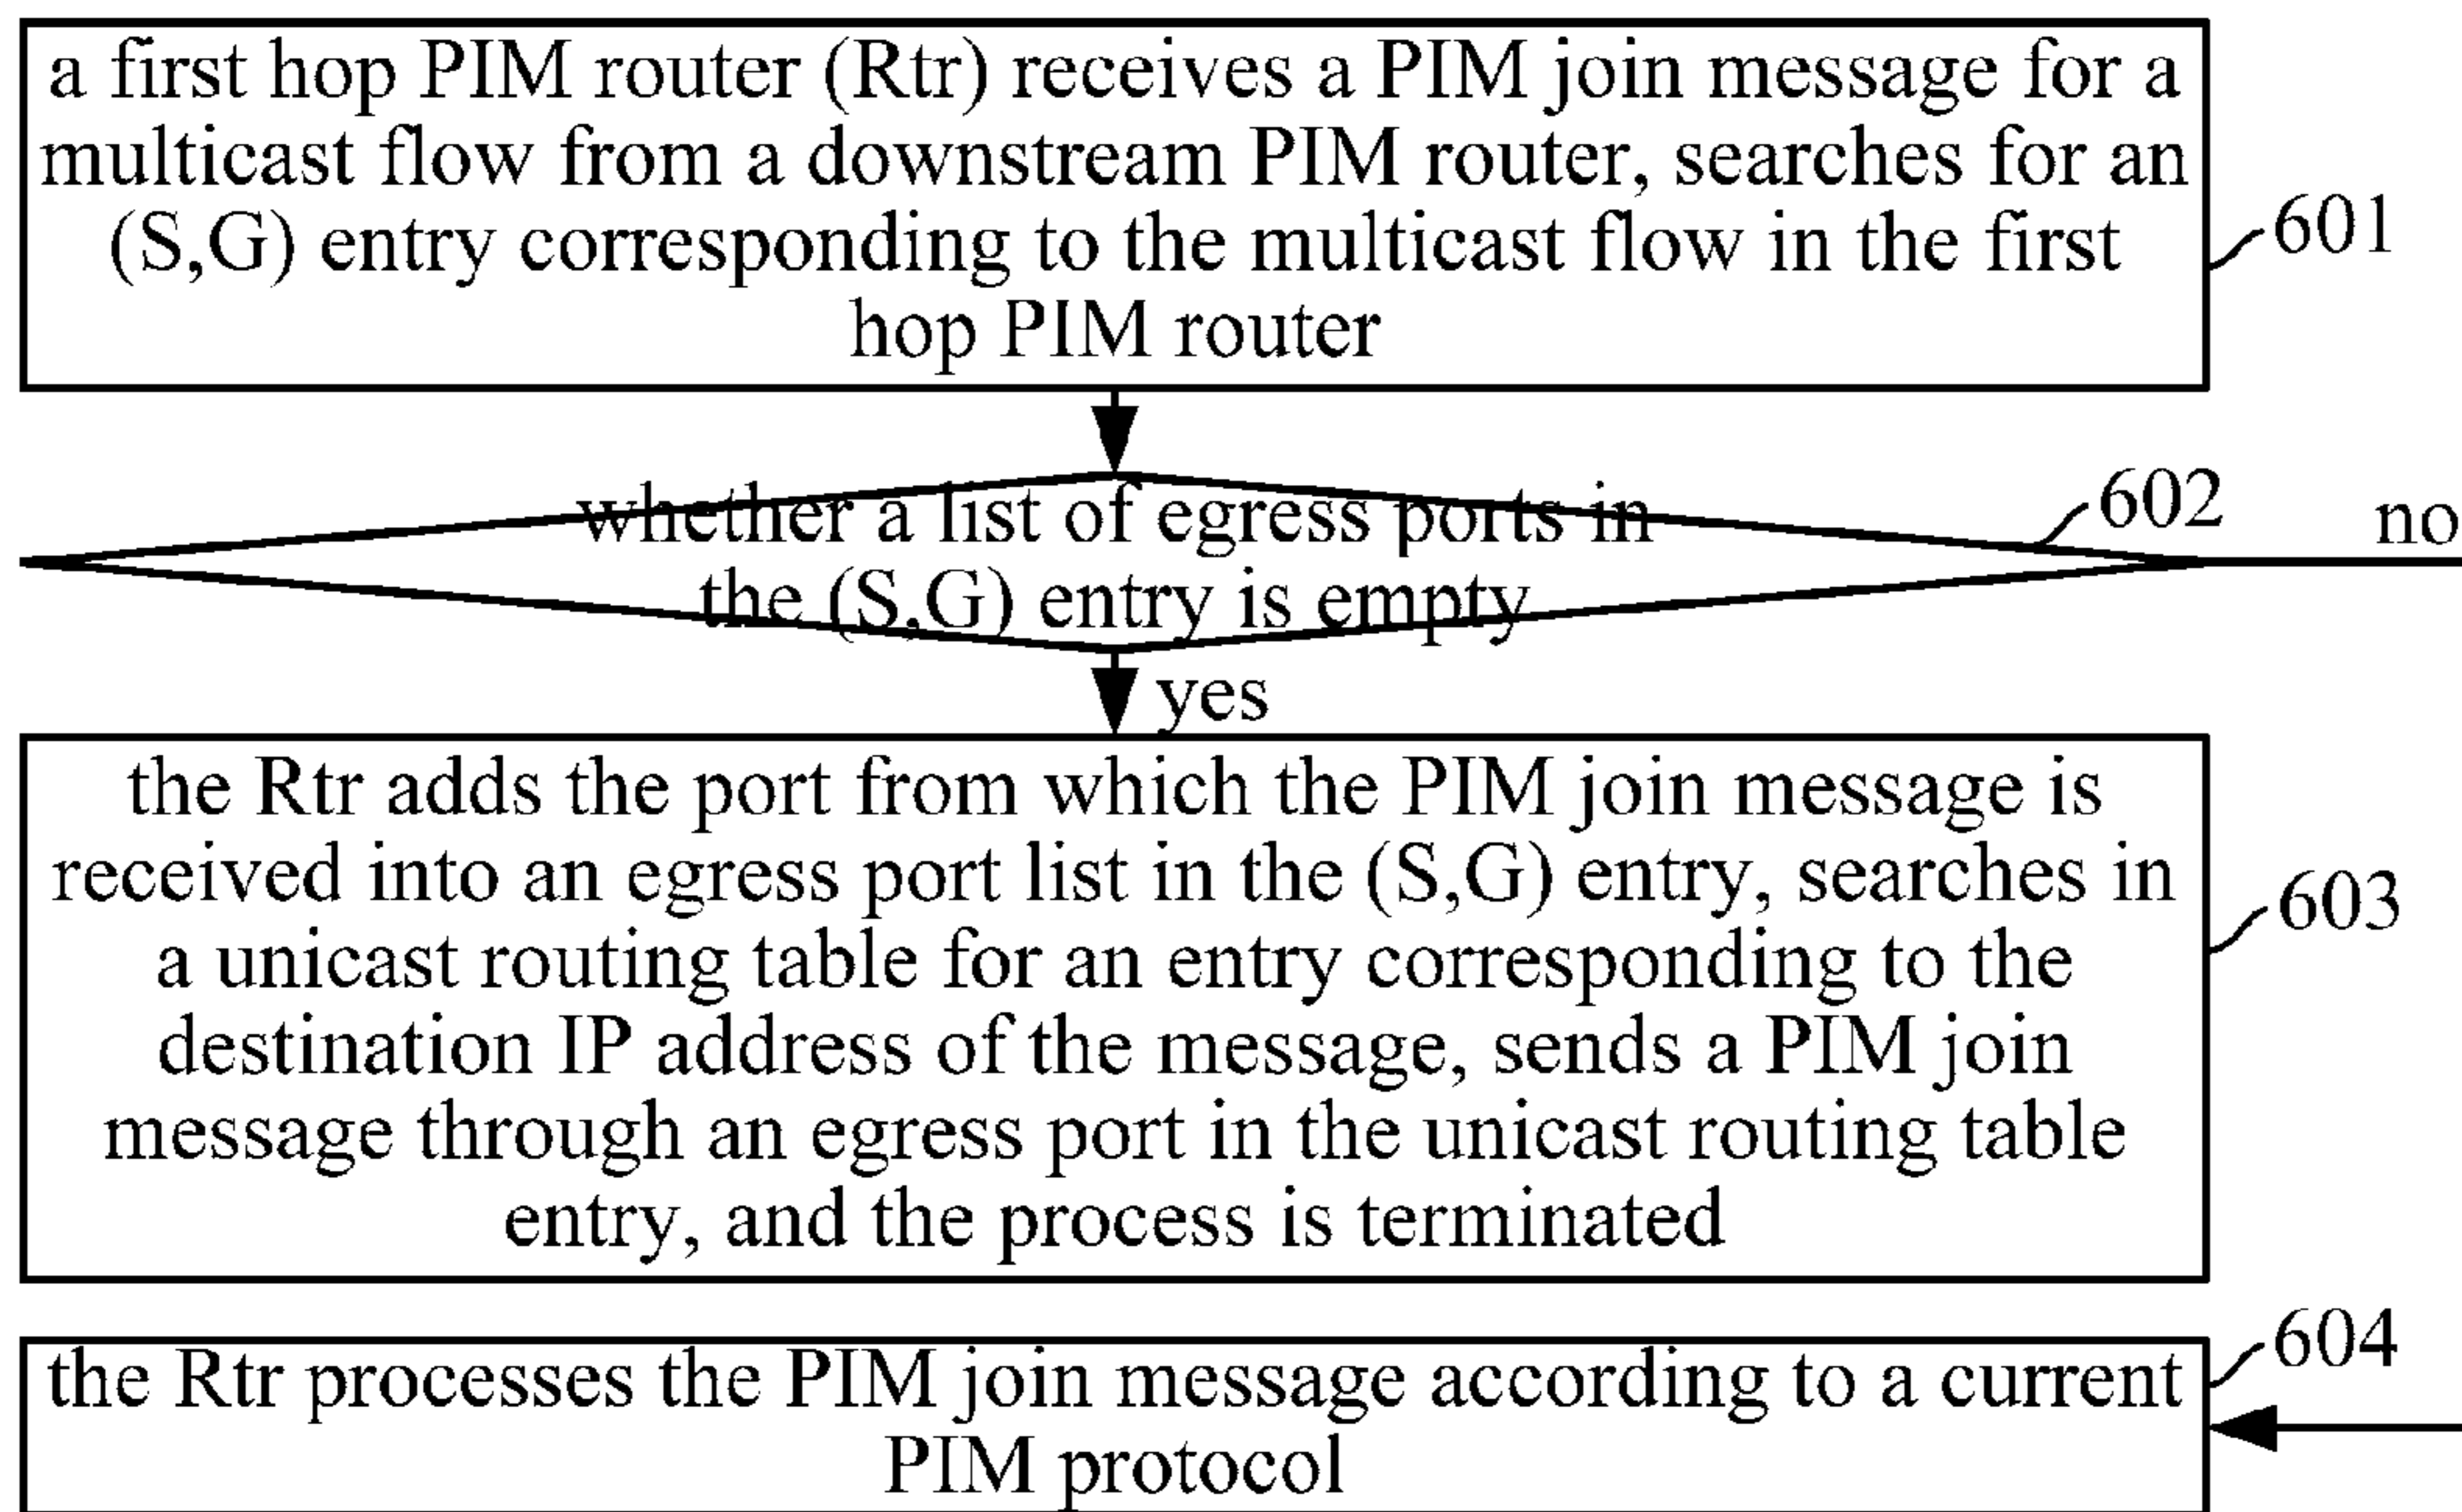 a first hop PIM router (Rtr) receives a PIM join message for a
multicast flow from a downstream PIM router, searches for an
(S,G) entry corresponding to the multicast flow in the first
hop PIM router
601
whether a list of egress ports in
the (S,G) entry is empty
602
no
yes
the Rtr adds the port from which the PIM join message is
received into an egress port list in the (S,G) entry, searches in
a unicast routing table for an entry corresponding to the
destination IP address of the message, sends a PIM join
message through an egress port in the unicast routing table
entry, and the process is terminated
603
the Rtr processes the PIM join message according to a current
PIM protocol
604